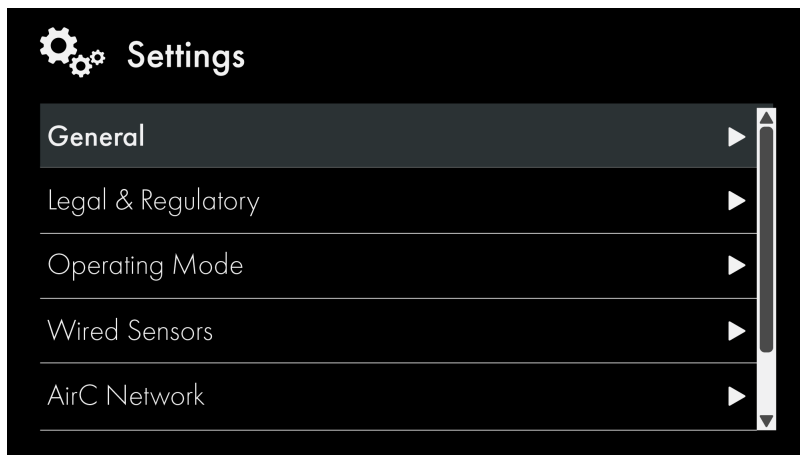 Settings
General
Legal & Regulatory
Operating Mode
Wired Sensors
AirC Network